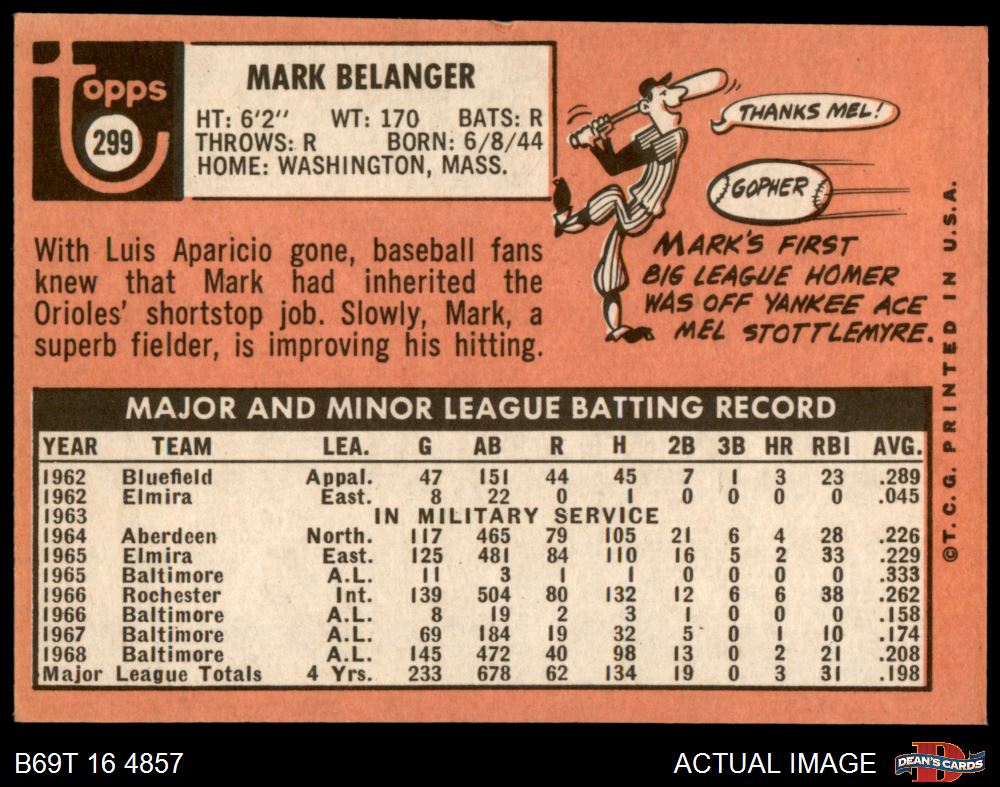 topps
299
MARK BELANGER
HT: 6'2" WT: 170 BATS: R
THROWS: R BORN: 6/8/44
HOME: WASHINGTON, MASS.
THANKS MEL!
GOPHER
MARK'S FIRST
BIG LEAGUE HOMER
WAS OFF YANKEE ACE
MEL STOTTLEMYRE.
With Luis Aparicio gone, baseball fans
knew that Mark had inherited the
Orioles' shortstop job. Slowly, Mark, a
superb fielder, is improving his hitting.
©T. C. G. PRINTED IN U.S.A.
MAJOR AND MINOR LEAGUE BATTING RECORD
YEAR TEAM LEA. G AB R H 2B 3B HR RBI AVG.
1962 Bluefield Appal. 47 151 44 45 7 1 3 23 .289
1962 Elmira East. 8 22 0 1 0 0 0 0 .045
1963 IN MILITARY SERVICE
1964 Aberdeen North. 117 465 79 105 21 6 4 28 .226
1965 Elmira East. 125 481 84 110 16 5 2 33 .229
1965 Baltimore A.L. 11 3 1 1 0 0 0 0 .333
1966 Rochester Int. 139 504 80 132 12 6 6 38 .262
1966 Baltimore A.L. 8 19 2 3 1 0 0 0 .158
1967 Baltimore A.L. 69 184 19 32 5 0 1 10 .174
1968 Baltimore A.L. 145 472 40 98 13 0 2 21 .208
Major League Totals 4 Yrs. 233 678 62 134 19 0 3 31 .198
B69T 16 4857
ACTUAL IMAGE
DEAN'S CARDS